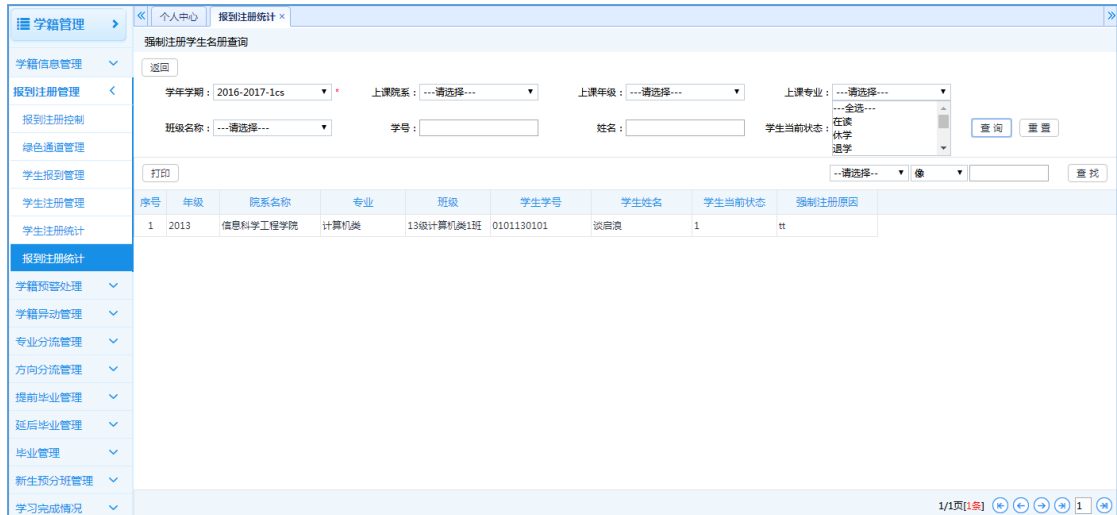 学籍管理
个人中心 报到注册统计 ×
强制注册学生名册查询
返回
学年学期：2016-2017-1cs * 上课院系：---请选择--- 上课年级：---请选择--- 上课专业：---请选择---
---全选---
班级名称：---请选择--- 学号： 姓名： 学生当前状态：在读 查询 重置
休学
退学
打印 --请选择-- 像 查找
序号 年级 院系名称 专业 班级 学生学号 学生姓名 学生当前状态 强制注册原因
1 2013 信息科学工程学院 计算机类 13级计算机类1班 0101130101 谈启浪 1 tt
学籍信息管理
报到注册管理
报到注册控制
绿色通道管理
学生报到管理
学生注册管理
学生注册统计
报到注册统计
学籍预警处理
学籍异动管理
专业分流管理
方向分流管理
提前毕业管理
延后毕业管理
毕业管理
新生预分班管理
学习完成情况
1/1页[1条] 1